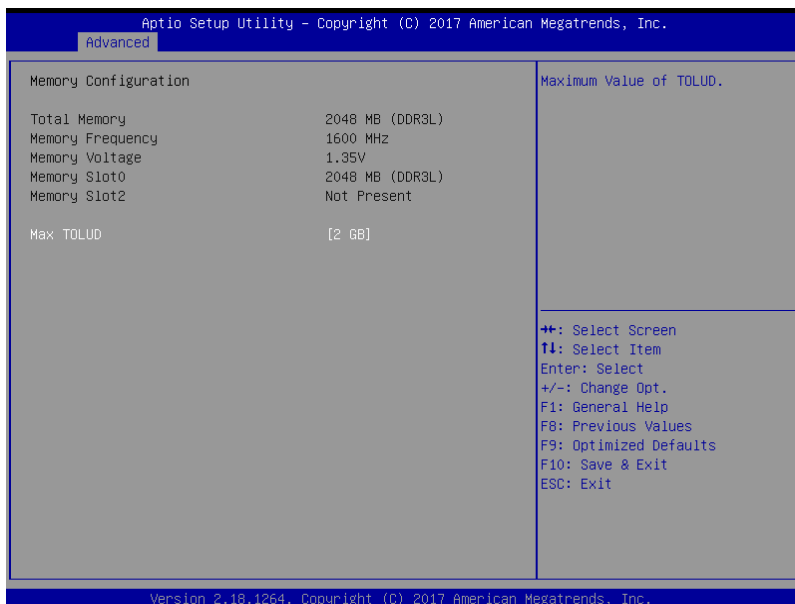 Aptio Setup Utility – Copyright (C) 2017 American Megatrends, Inc.
Advanced
Memory Configuration
Total Memory 2048 MB (DDR3L)
Memory Frequency 1600 MHz
Memory Voltage 1.35V
Memory Slot0 2048 MB (DDR3L)
Memory Slot2 Not Present
Max TOLUD [2 GB]
Maximum Value of TOLUD.
→←: Select Screen
↑↓: Select Item
Enter: Select
+/-: Change Opt.
F1: General Help
F8: Previous Values
F9: Optimized Defaults
F10: Save & Exit
ESC: Exit
Version 2.18.1264. Copyright (C) 2017 American Megatrends, Inc.